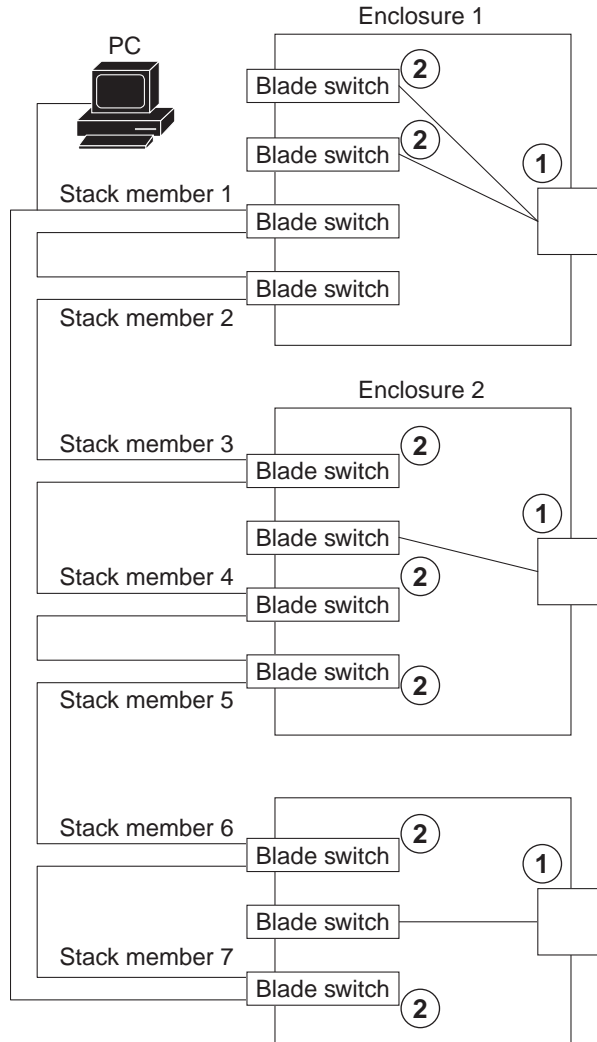 Enclosure 1
PC
Blade switch 2
Blade switch 2
1
Stack member 1
Blade switch
Blade switch
Stack member 2
Enclosure 2
Stack member 3
2
Blade switch
1
Blade switch
Stack member 4
2
Blade switch
Blade switch
2
Stack member 5
Stack member 6
2
Blade switch
1
Blade switch
Stack member 7
Blade switch
2